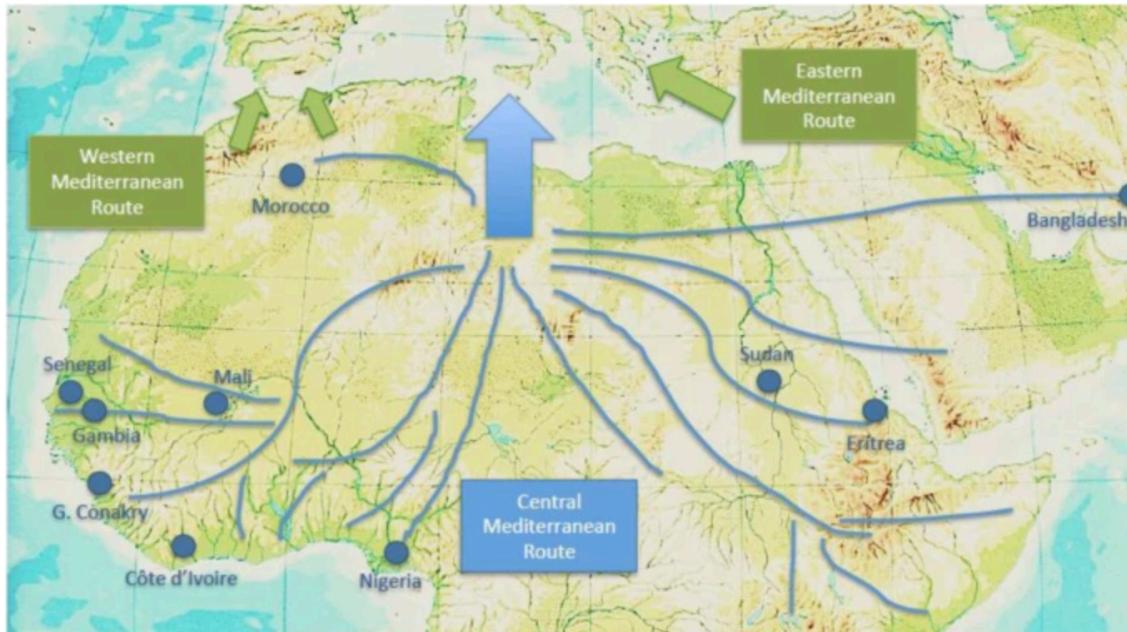 Eastern
Mediterranean
Route
Western
Mediterranean
Route
Morocco
Bangladesh
Senegal
Mali
Sudan
Gambia
Eritrea
G. Conakry
Central
Mediterranean
Route
Côte d'Ivoire
Nigeria